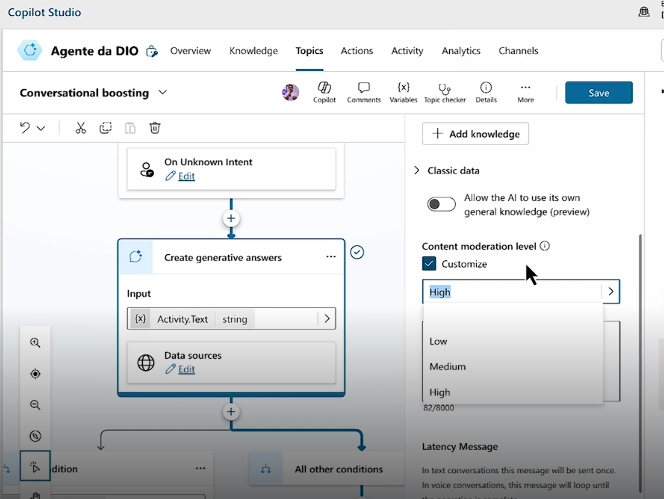 Copilot Studio
Agente da DIO
Overview
Knowledge
Topics
Actions
Activity
Analytics
Channels
Conversational boosting
Copilot
Comments
{x}
Variables
Topic checker
Details
More
Save
On Unknown Intent
Edit
Create generative answers
Input
{x} Activity.Text string
Data sources
Edit
dition
All other conditions
+ Add knowledge
Classic data
Allow the AI to use its own
general knowledge (preview)
Content moderation level
Customize
High
Low
Medium
High
82/8000
Latency Message
In text conversations this message will be sent once.
In voice conversations, this message will loop until